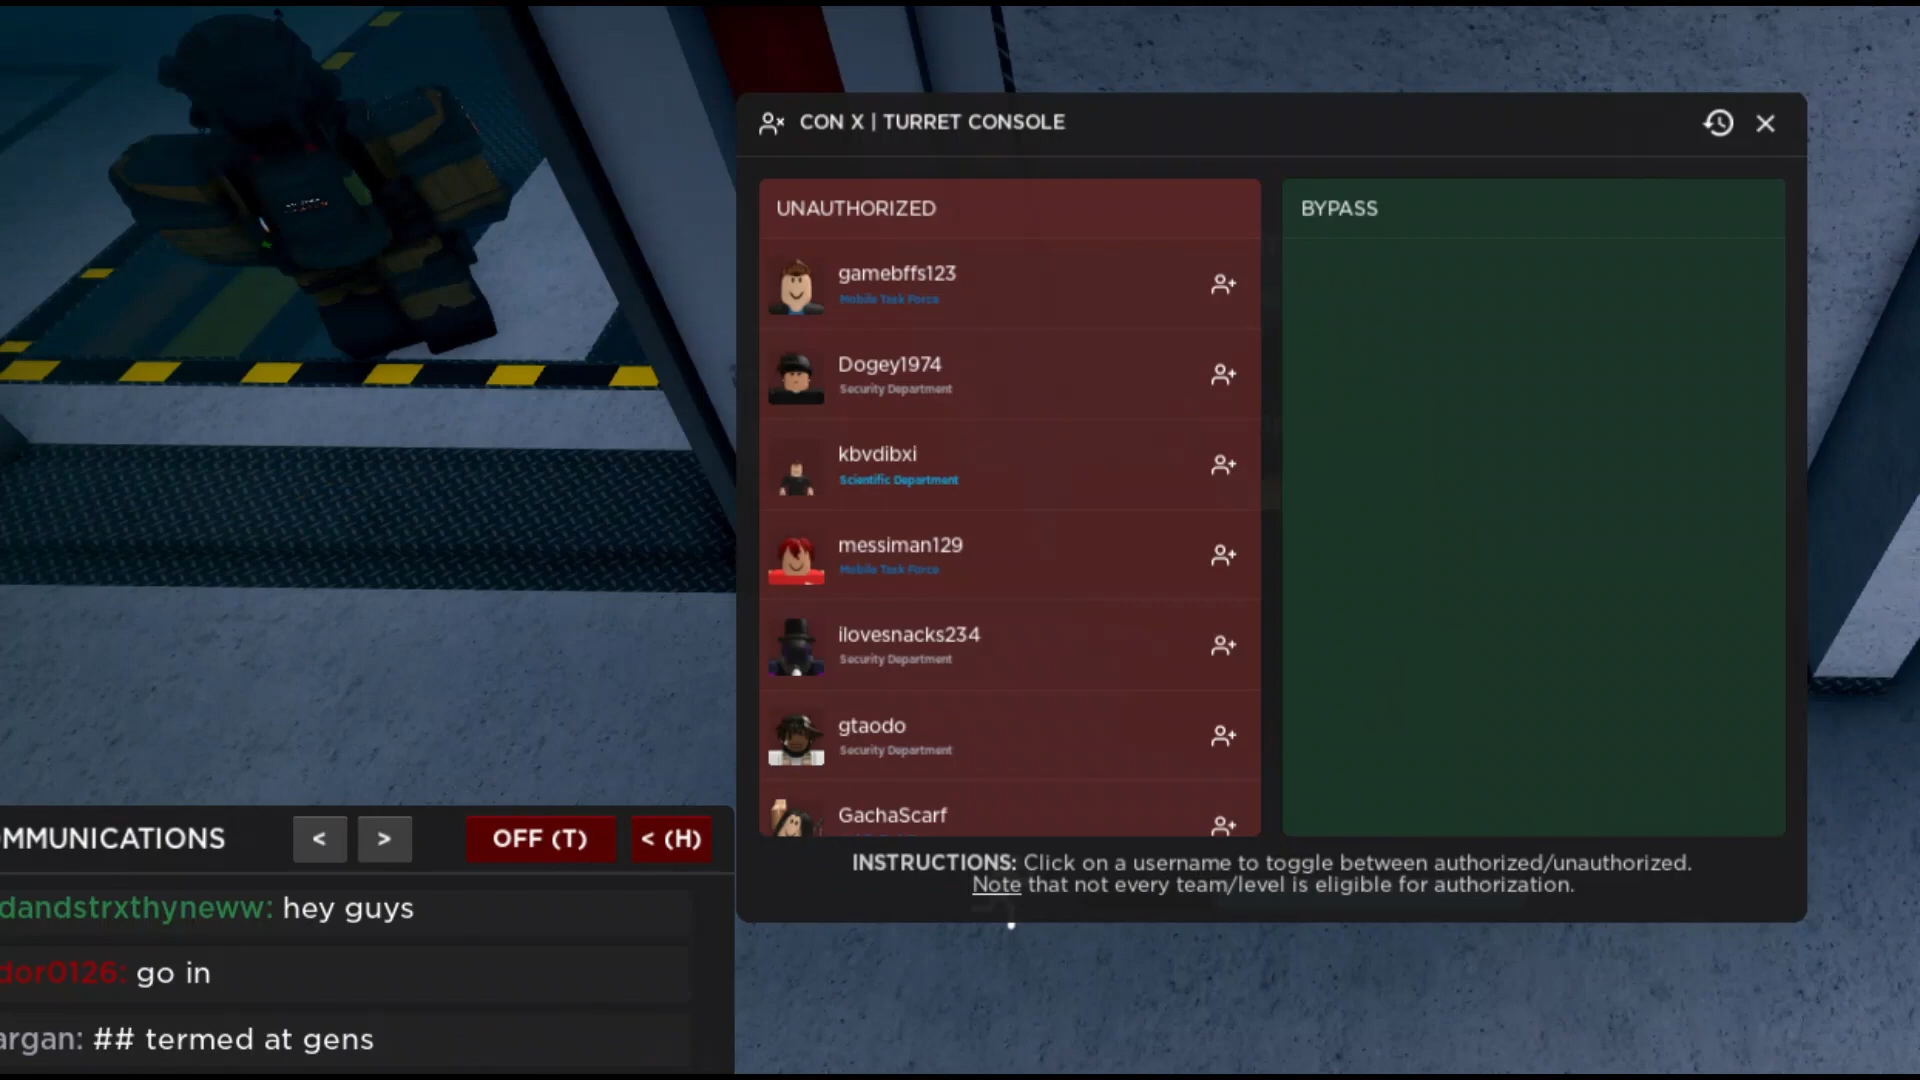 CON X | TURRET CONSOLE
UNAUTHORIZED
gamebffs123
Mobile Task Force
Dogey1974
Security Department
kbvdibxi
Scientific Department
messiman129
Mobile Task Force
ilovesnacks234
Security Department
gtaodo
Security Department
GachaScarf
BYPASS
INSTRUCTIONS: Click on a username to toggle between authorized/unauthorized.
Note that not every team/level is eligible for authorization.
OMMUNICATIONS
<
>
OFF (T)
< (H)
dandstrxthyneww: hey guys
dor0126: go in
argan: ## termed at gens